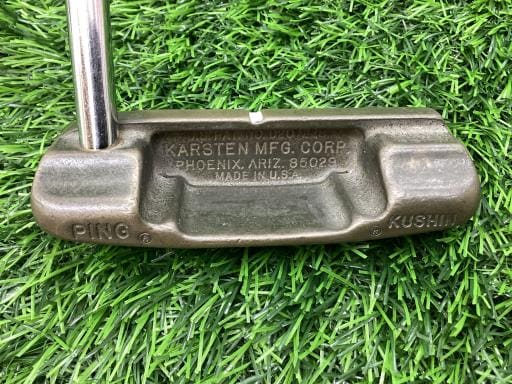 KARSTEN MFG. CORP.
PHOENIX, ARIZ. 85029
MADE IN U.S.A.
PING ®
® KUSHIN